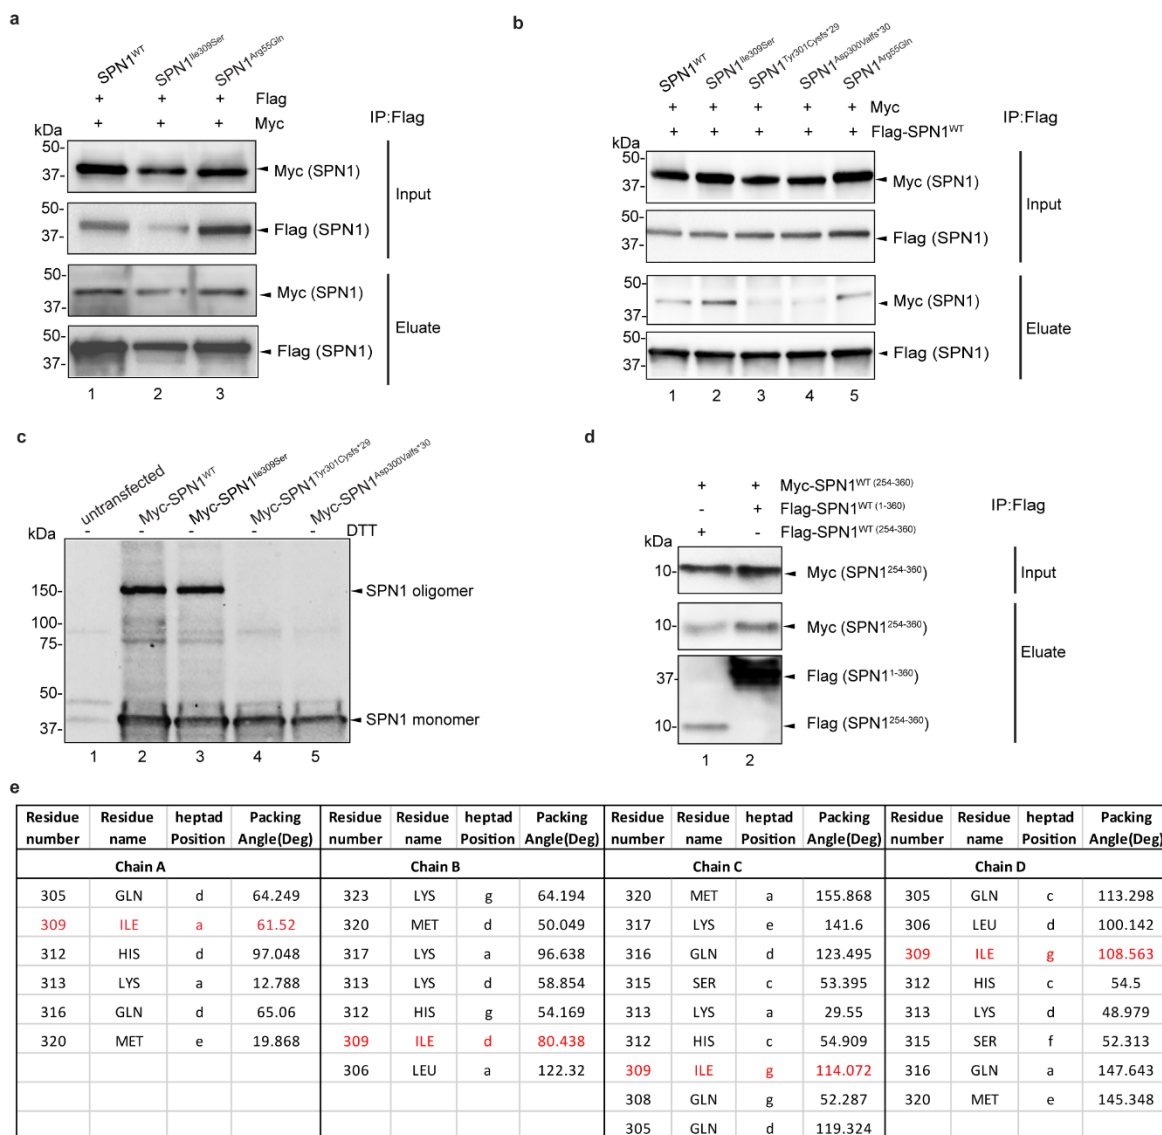 a
SPN1WT
SPN1Ile309Ser
SPN1Arg55Gln
+ + + Flag
+ + + Myc
IP:Flag
kDa
50-
37-
Myc (SPN1)
Input
50-
37-
Flag (SPN1)
50-
37-
Myc (SPN1)
Eluate
50-
37-
Flag (SPN1)
1 2 3
b
SPN1WT
SPN1Ile309Ser
SPN1Tyr301Cysfs*29
SPN1Asp300Valfs*30
SPN1Arg55Gln
+ + + + + Myc
+ + + + + Flag-SPN1WT
IP:Flag
kDa
50-
37-
Myc (SPN1)
Input
50-
37-
Flag (SPN1)
50-
37-
Myc (SPN1)
Eluate
50-
37-
Flag (SPN1)
1 2 3 4 5
c
untransfected
Myc-SPN1WT
Myc-SPN1Ile309Ser
Myc-SPN1Tyr301Cysfs*29
Myc-SPN1Asp300Valfs*30
- - - - - DTT
kDa
150-
SPN1 oligomer
100-
75-
50-
37-
SPN1 monomer
1 2 3 4 5
d
+ + Myc-SPN1WT (254-360)
- + Flag-SPN1WT (1-360)
+ - Flag-SPN1WT (254-360)
IP:Flag
kDa
10-
Myc (SPN1254-360)
Input
10-
Myc (SPN1254-360)
Eluate
37-
Flag (SPN11-360)
10-
Flag (SPN1254-360)
1 2
e
Residue Residue heptad Packing Residue Residue heptad Packing Residue Residue heptad Packing Residue Residue heptad Packing
number name Position Angle(Deg) number name Position Angle(Deg) number name Position Angle(Deg) number name Position Angle(Deg)
Chain A Chain B Chain C Chain D
305 GLN d 64.249 323 LYS g 64.194 320 MET a 155.868 305 GLN c 113.298
309 ILE a 61.52 320 MET d 50.049 317 LYS e 141.6 306 LEU d 100.142
312 HIS d 97.048 317 LYS a 96.638 316 GLN d 123.495 309 ILE g 108.563
313 LYS a 12.788 313 LYS d 58.854 315 SER c 53.395 312 HIS c 54.5
316 GLN d 65.06 312 HIS g 54.169 313 LYS a 29.55 313 LYS d 48.979
320 MET e 19.868 309 ILE d 80.438 312 HIS c 54.909 315 SER f 52.313
306 LEU a 122.32 309 ILE g 114.072 316 GLN a 147.643
308 GLN g 52.287 320 MET e 145.348
305 GLN d 119.324